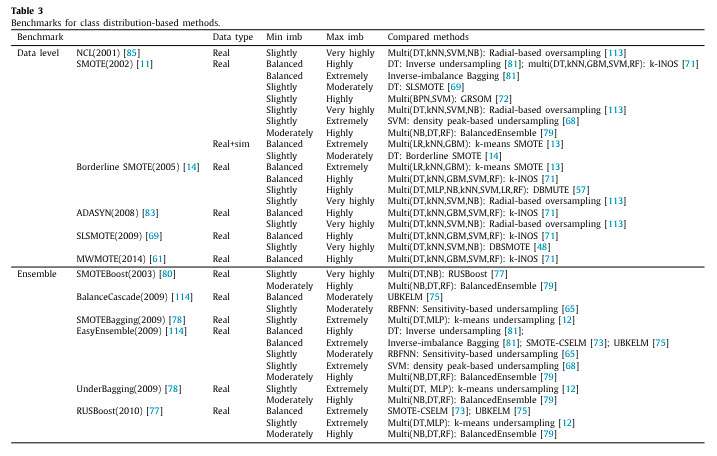 Table 3
Benchmarks for class distribution-based methods.
Benchmark Data type Min imb Max imb Compared methods
Data level NCL(2001) [85] Real Slightly Very highly Multi(DT,kNN,SVM,NB): Radial-based oversampling [113]
SMOTE(2002) [11] Real Balanced Highly DT: Inverse undersampling [81]; multi(DT,kNN,GBM,SVM,RF): k-INOS [71]
Balanced Extremely Inverse-imbalance Bagging [81]
Slightly Moderately DT: SLSMOTE [69]
Slightly Highly Multi(BPN,SVM): GRSOM [72]
Slightly Very highly Multi(DT,kNN,SVM,NB): Radial-based oversampling [113]
Slightly Extremely SVM: density peak-based undersampling [68]
Moderately Highly Multi(NB,DT,RF): BalancedEnsemble [79]
Real+sim Balanced Extremely Multi(LR,kNN,GBM): k-means SMOTE [13]
Slightly Moderately DT: Borderline SMOTE [14]
Borderline SMOTE(2005) [14] Real Balanced Extremely Multi(LR,kNN,GBM): k-means SMOTE [13]
Balanced Highly Multi(DT,kNN,GBM,SVM,RF): k-INOS [71]
Slightly Highly Multi(DT,MLP,NB,kNN,SVM,LR,RF): DBMUTE [57]
Slightly Very highly Multi(DT,kNN,SVM,NB): Radial-based oversampling [113]
ADASYN(2008) [83] Real Balanced Highly Multi(DT,kNN,GBM,SVM,RF): k-INOS [71]
Slightly Very highly Multi(DT,kNN,SVM,NB): Radial-based oversampling [113]
SLSMOTE(2009) [69] Real Balanced Highly Multi(DT,kNN,GBM,SVM,RF): k-INOS [71]
Slightly Very highly Multi(DT,kNN,SVM,NB): DBSMOTE [48]
MWMOTE(2014) [61] Real Balanced Highly Multi(DT,kNN,GBM,SVM,RF): k-INOS [71]
Ensemble SMOTEBoost(2003) [80] Real Slightly Very highly Multi(DT,NB): RUSBoost [77]
Moderately Highly Multi(NB,DT,RF): BalancedEnsemble [79]
BalanceCascade(2009) [114] Real Balanced Moderately UBKELM [75]
Slightly Moderately RBFNN: Sensitivity-based undersampling [65]
SMOTEBagging(2009) [78] Real Slightly Extremely Multi(DT,MLP): k-means undersampling [12]
EasyEnsemble(2009) [114] Real Balanced Highly DT: Inverse undersampling [81];
Balanced Extremely Inverse-imbalance Bagging [81]; SMOTE-CSELM [73]; UBKELM [75]
Slightly Moderately RBFNN: Sensitivity-based undersampling [65]
Slightly Extremely SVM: density peak-based undersampling [68]
Moderately Highly Multi(NB,DT,RF): BalancedEnsemble [79]
UnderBagging(2009) [78] Real Slightly Extremely Multi(DT, MLP): k-means undersampling [12]
Moderately Highly Multi(NB,DT,RF): BalancedEnsemble [79]
RUSBoost(2010) [77] Real Balanced Extremely SMOTE-CSELM [73]; UBKELM [75]
Slightly Extremely Multi(DT,MLP): k-means undersampling [12]
Moderately Highly Multi(NB,DT,RF): BalancedEnsemble [79]